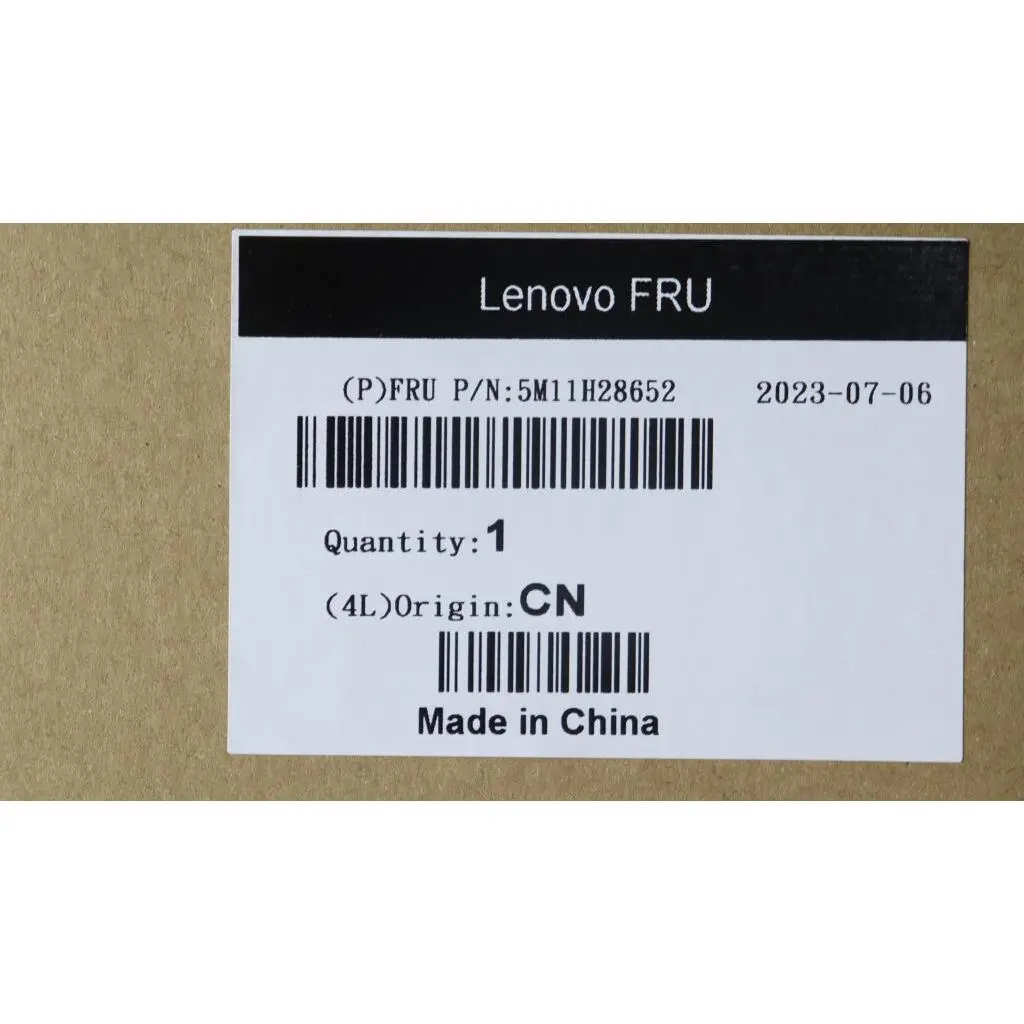 Lenovo FRU
(P)FRU P/N:5M11H28652 2023-07-06
Quantity:1
(4L)Origin:CN
Made in China